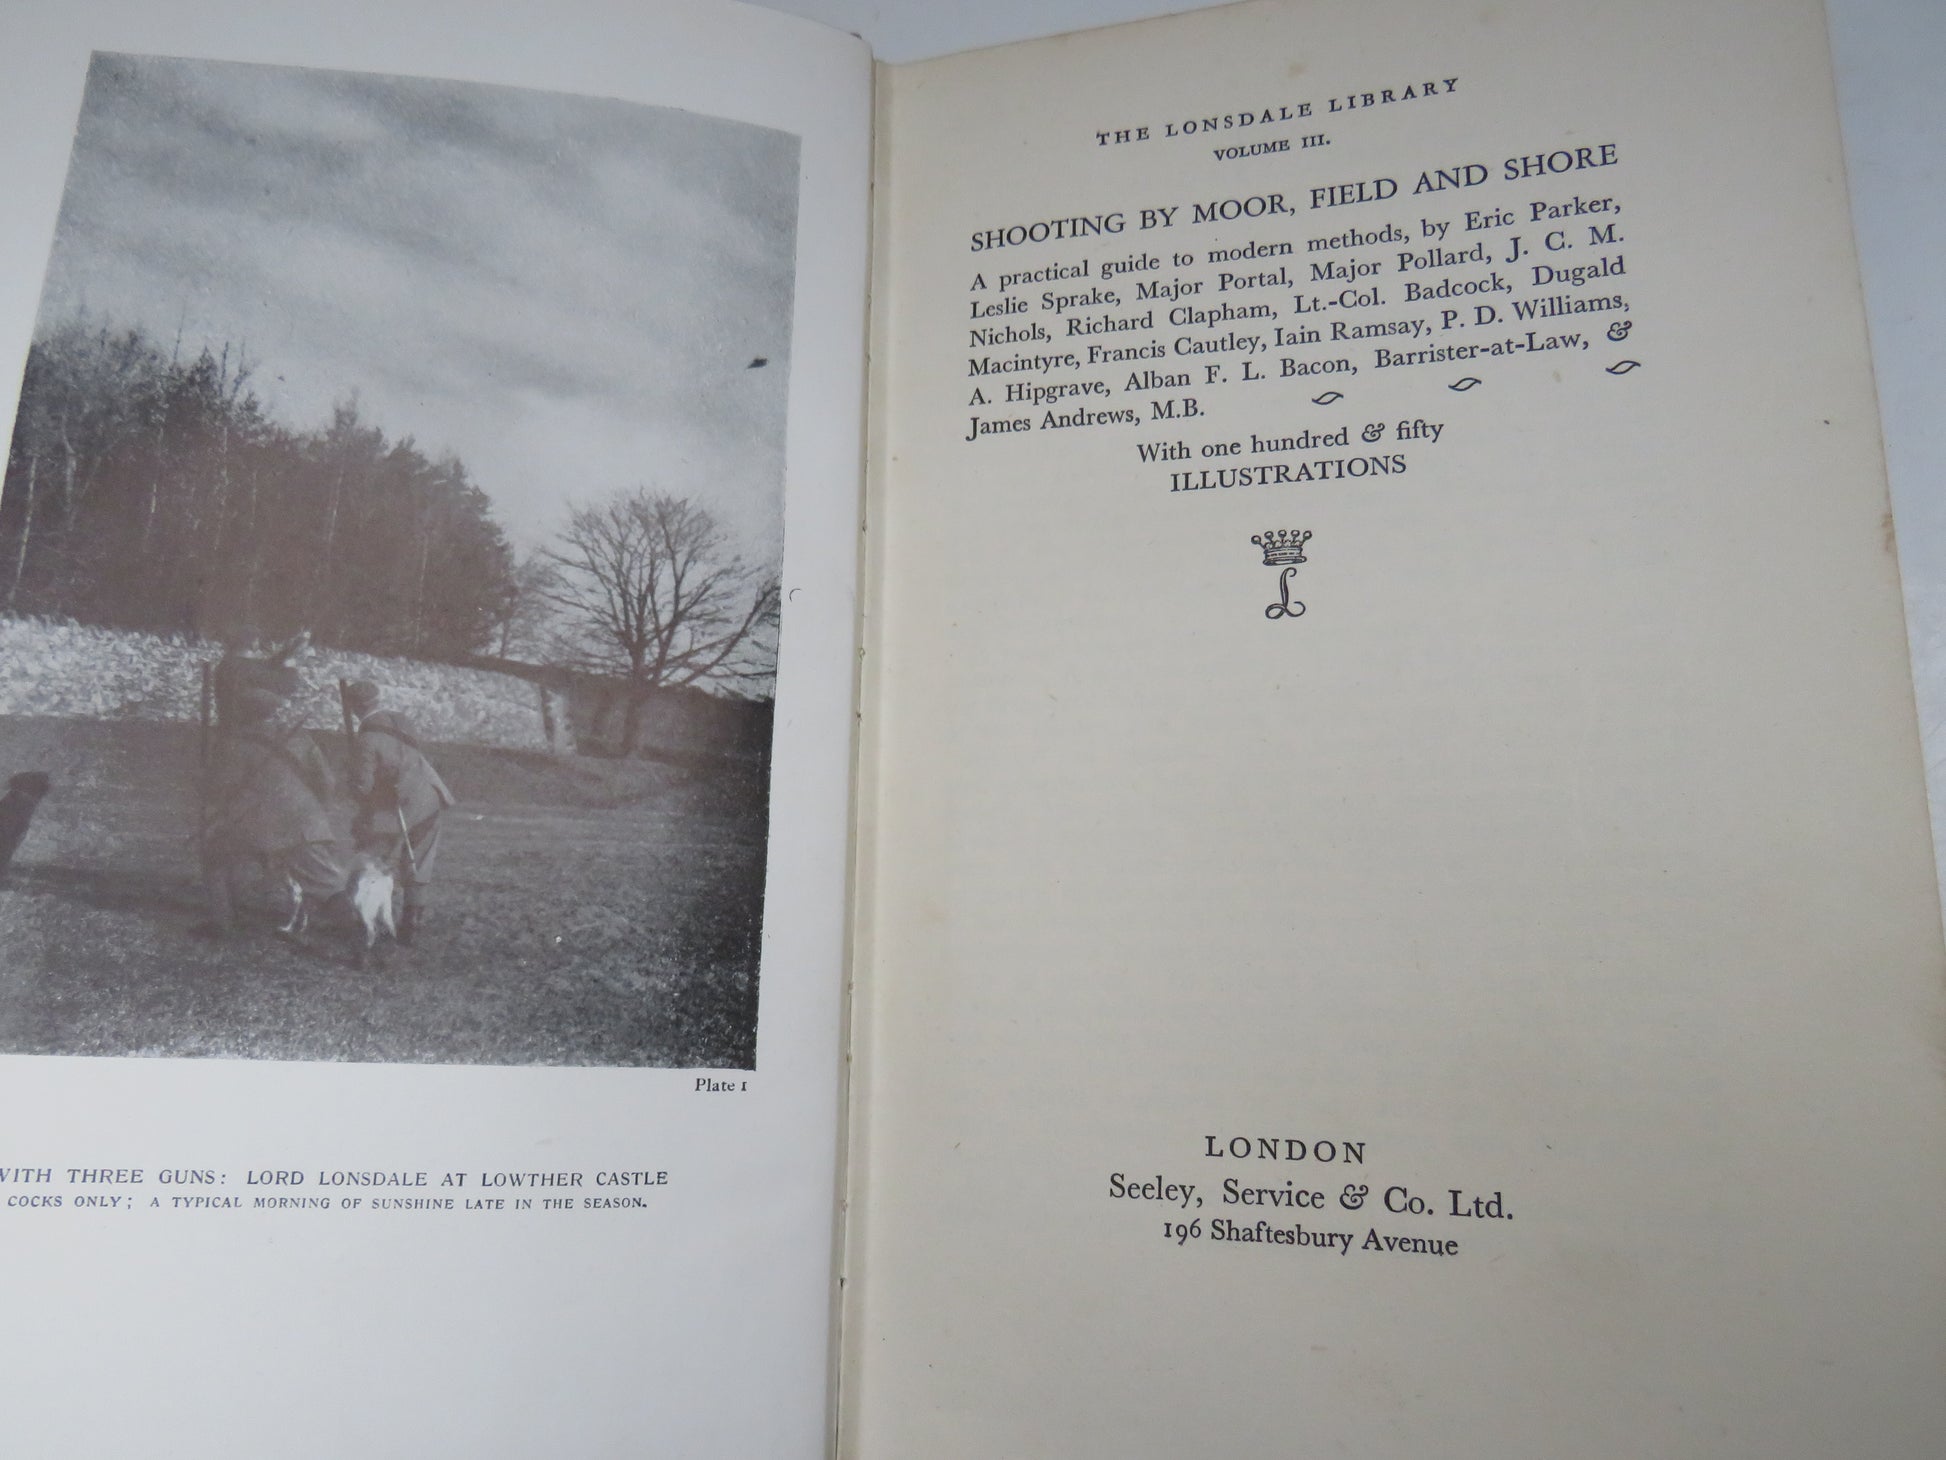 Plate 1
WITH THREE GUNS: LORD LONSDALE AT LOWTHER CASTLE
COCKS ONLY; A TYPICAL MORNING OF SUNSHINE LATE IN THE SEASON.
THE LONSDALE LIBRARY
VOLUME III.
SHOOTING BY MOOR, FIELD AND SHORE
A practical guide to modern methods, by Eric Parker,
Leslie Sprake, Major Portal, Major Pollard, J. C. M.
Nichols, Richard Clapham, Lt.-Col. Badcock, Dugald
Macintyre, Francis Cautley, Iain Ramsay, P. D. Williams,
A. Hipgrave, Alban F. L. Bacon, Barrister-at-Law, &
James Andrews, M.B.
With one hundred & fifty
ILLUSTRATIONS
L
LONDON
Seeley, Service & Co. Ltd.
196 Shaftesbury Avenue